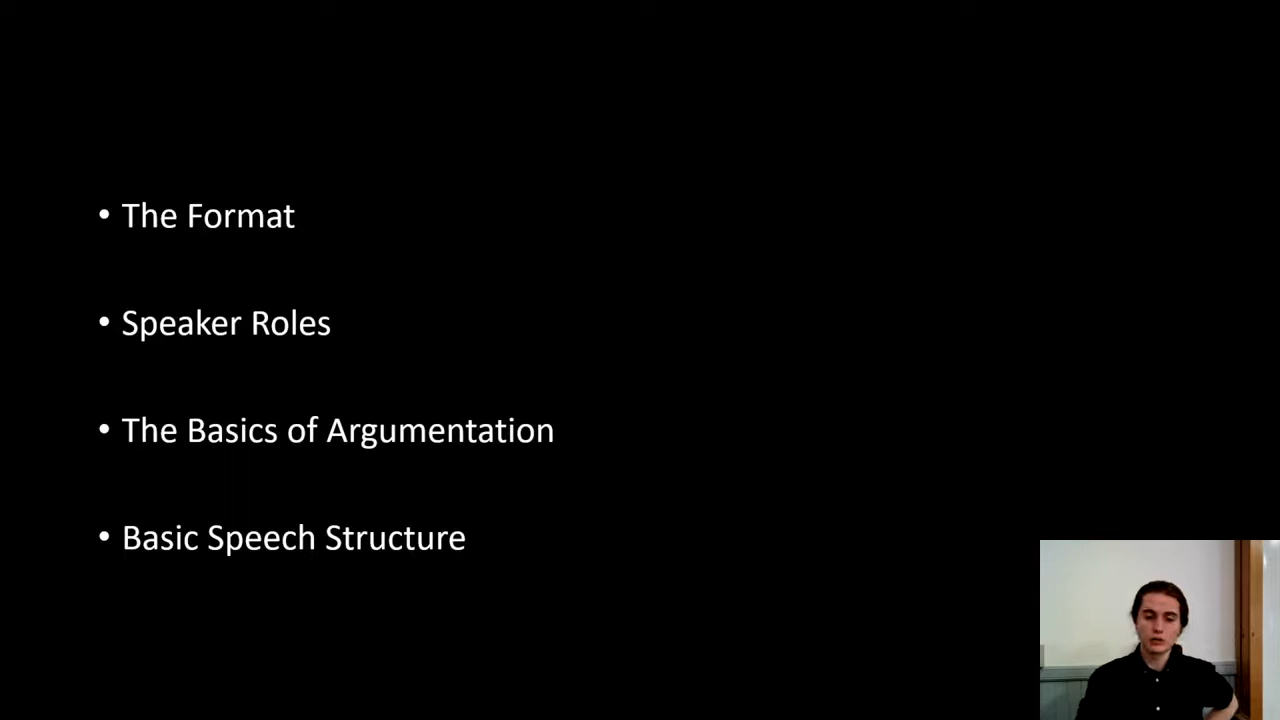 • The Format
• Speaker Roles
• The Basics of Argumentation
• Basic Speech Structure